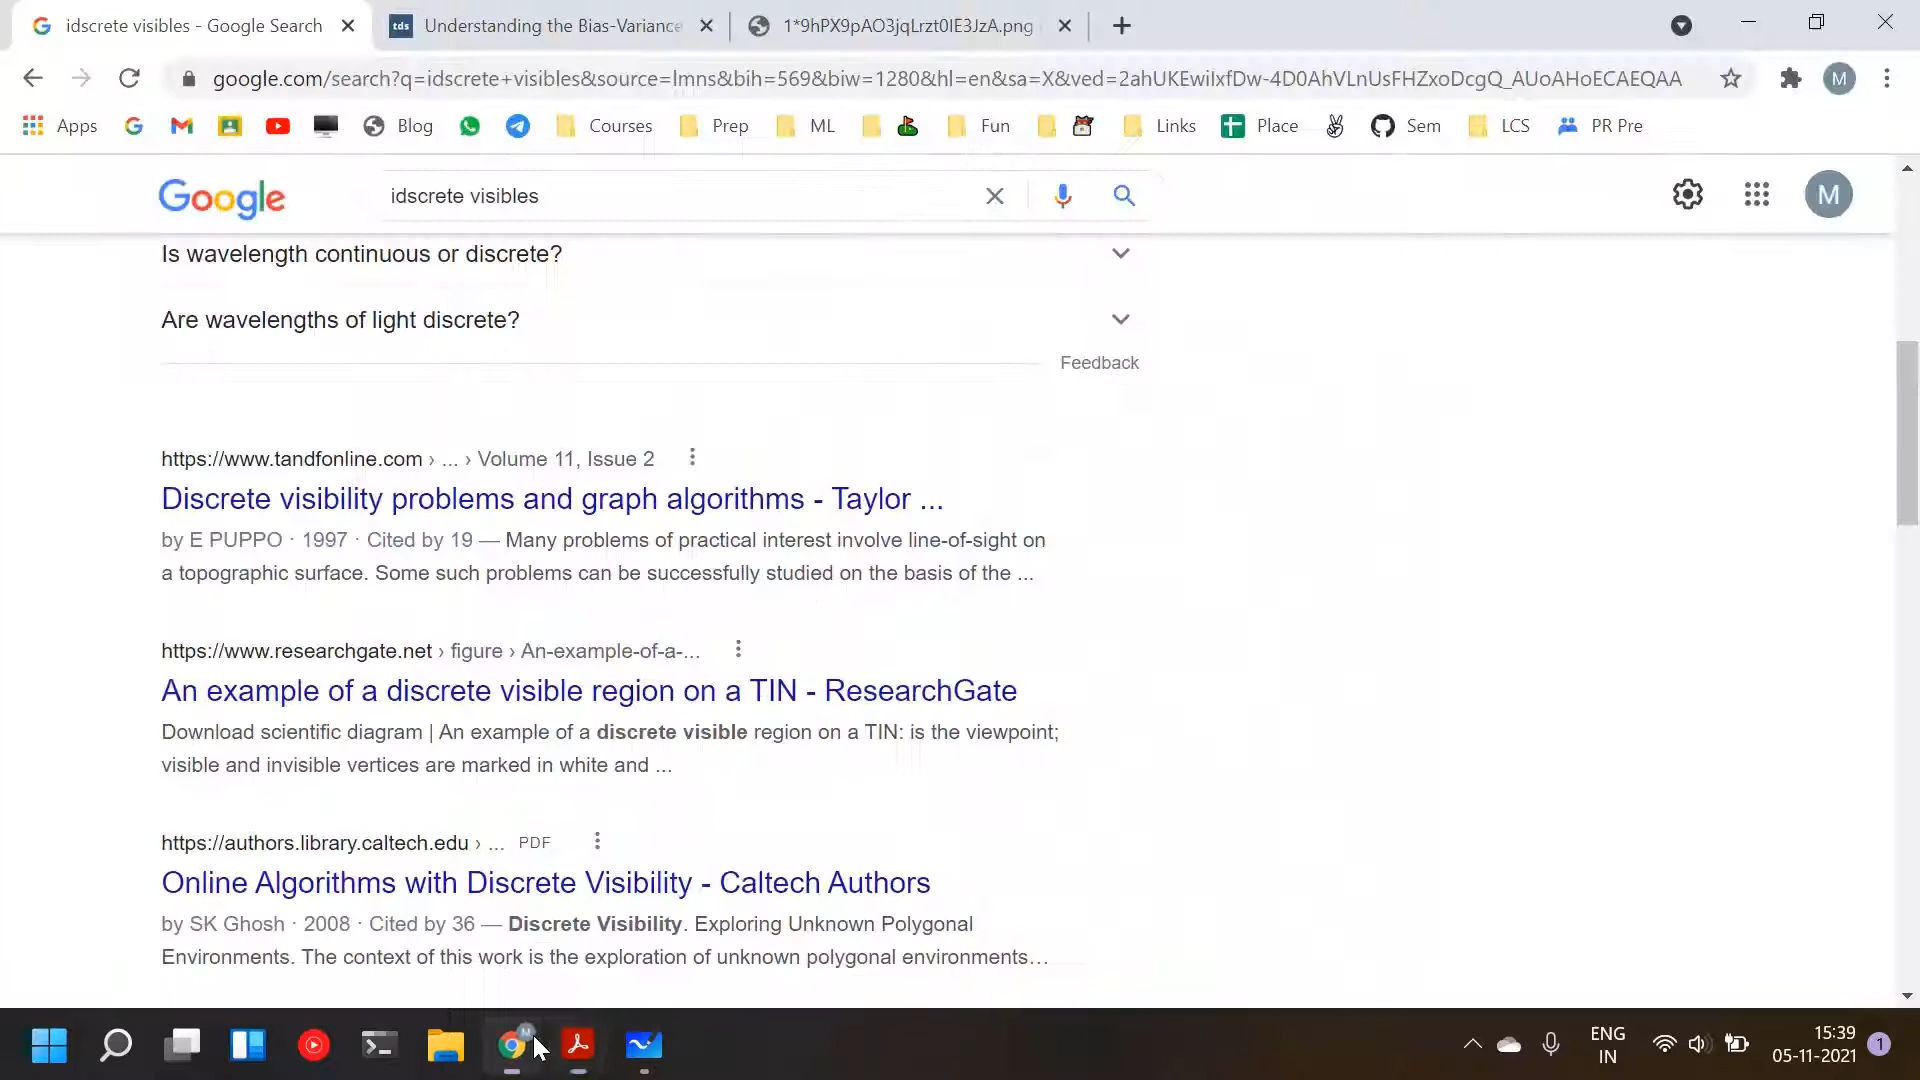 idscrete visibles - Google Search
tds
Understanding the Bias-Variance
1*9hPX9pAO3jqLrzt0IE3JzA.png
google.com/search?q=idscrete+visibles&source=lmns&bih=569&biw=1280&hl=en&sa=X&ved=2ahUKEwiIxfDw-4D0AhVLnUsFHZxoDcgQ_AUoAHoECAEQAA
M
Apps
Blog
Courses
Prep
ML
Fun
Links
Place
Sem
LCS
PR Pre
Google
idscrete visibles
M
Is wavelength continuous or discrete?
Are wavelengths of light discrete?
Feedback
https://www.tandfonline.com › ... › Volume 11, Issue 2
Discrete visibility problems and graph algorithms - Taylor ...
by E PUPPO · 1997 · Cited by 19 — Many problems of practical interest involve line-of-sight on
a topographic surface. Some such problems can be successfully studied on the basis of the ...
https://www.researchgate.net › figure › An-example-of-a-...
An example of a discrete visible region on a TIN - ResearchGate
Download scientific diagram | An example of a discrete visible region on a TIN: is the viewpoint;
visible and invisible vertices are marked in white and ...
https://authors.library.caltech.edu › ... PDF
Online Algorithms with Discrete Visibility - Caltech Authors
by SK Ghosh · 2008 · Cited by 36 — Discrete Visibility. Exploring Unknown Polygonal
Environments. The context of this work is the exploration of unknown polygonal environments...
M
ENG
IN
15:39
05-11-2021
1